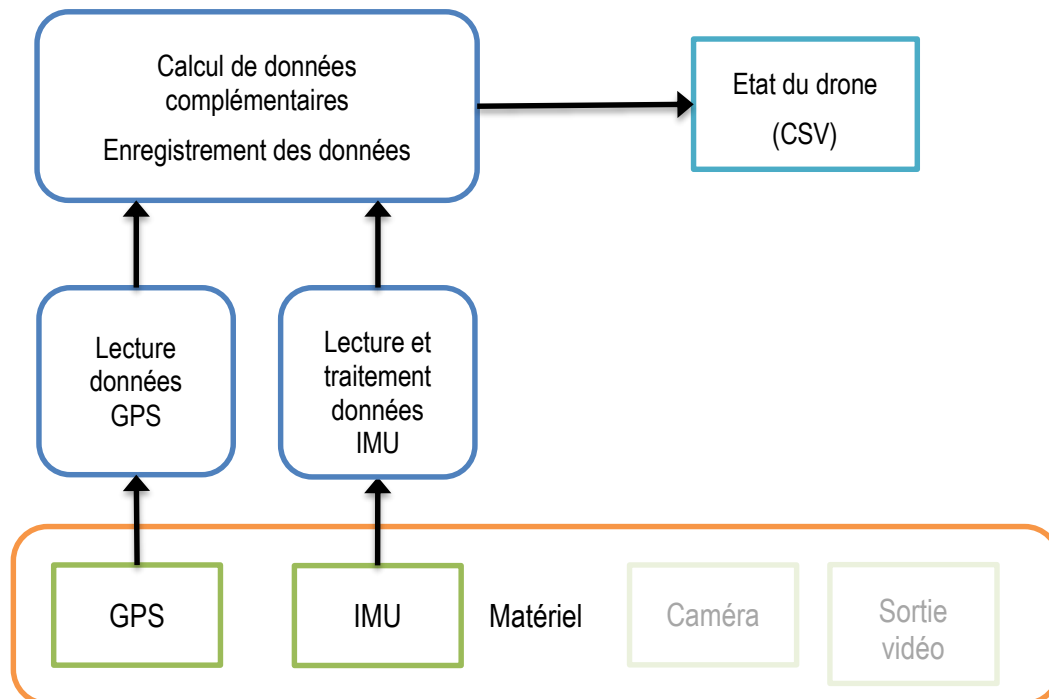 Calcul de données
complémentaires
Enregistrement des données
Etat du drone
(CSV)
Lecture
données
GPS
Lecture et
traitement
données
IMU
GPS
IMU
Matériel
Caméra
Sortie
vidéo